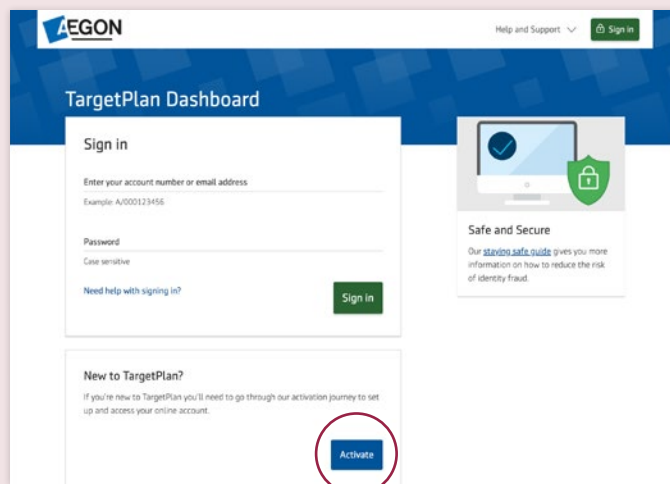 AEGON
Help and Support
Sign in
TargetPlan Dashboard
Sign in
Enter your account number or email address
Example: A/000123456
Password
Case sensitive
Need help with signing in?
Sign in
Safe and Secure
Our staying safe guide gives you more
information on how to reduce the risk
of identity fraud.
New to TargetPlan?
If you're new to TargetPlan you'll need to go through our activation journey to set
up and access your online account.
Activate